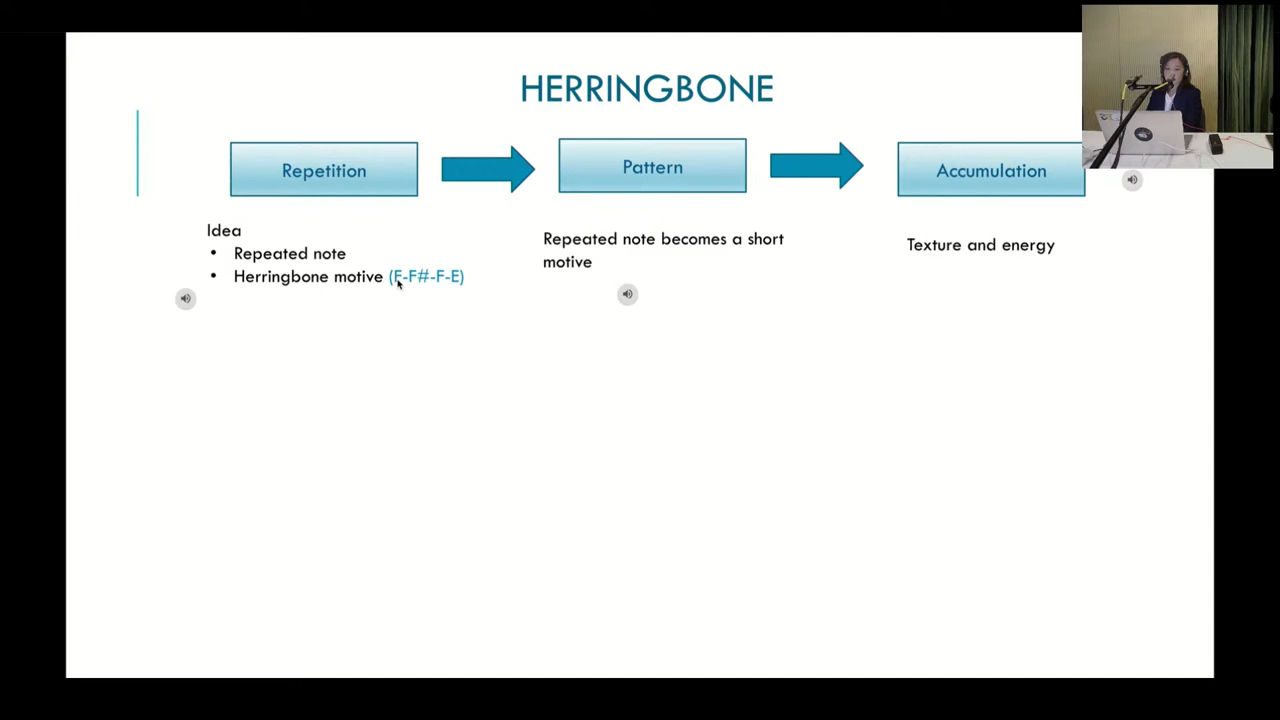 HERRINGBONE
Repetition
Pattern
Accumulation
Idea
• Repeated note
• Herringbone motive (F-F#-F-E)
Repeated note becomes a short
motive
Texture and energy